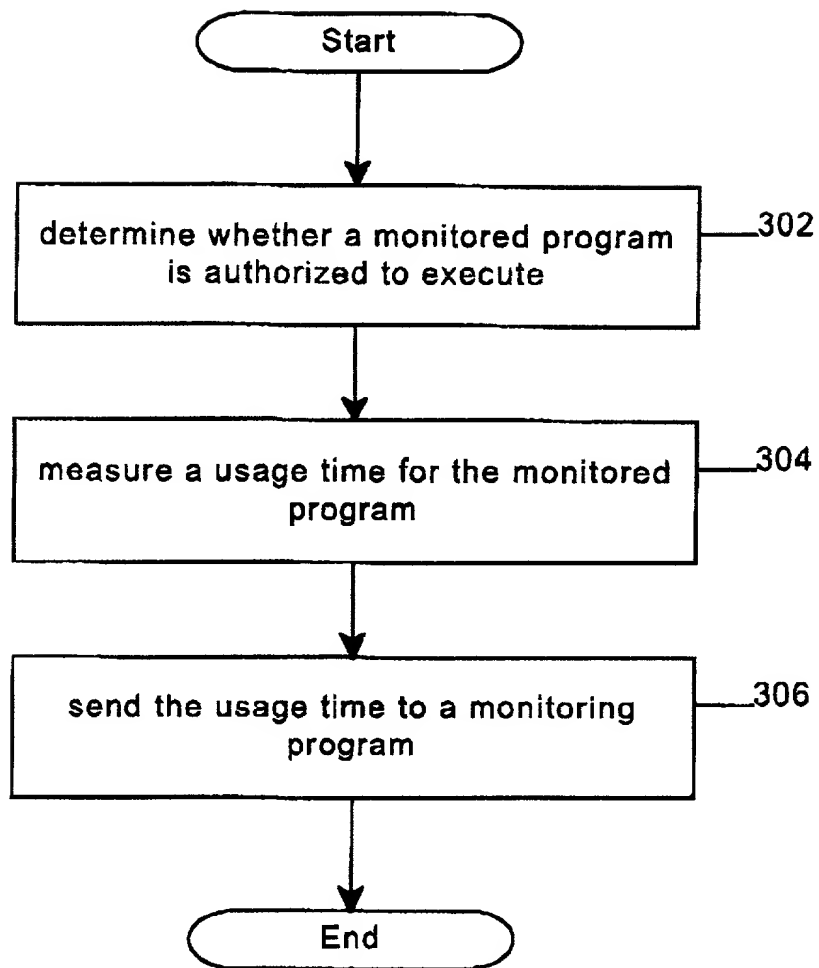 Start
determine whether a monitored program
is authorized to execute
302
measure a usage time for the monitored
program
304
send the usage time to a monitoring
program
306
End